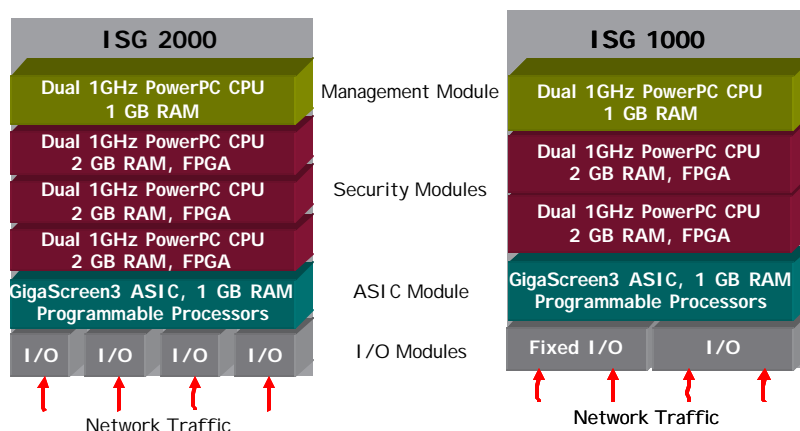 ISG 2000
Dual 1GHz PowerPC CPU
1 GB RAM
Dual 1GHz PowerPC CPU
2 GB RAM, FPGA
Dual 1GHz PowerPC CPU
2 GB RAM, FPGA
Dual 1GHz PowerPC CPU
2 GB RAM, FPGA
GigaScreen3 ASIC, 1 GB RAM
Programmable Processors
I/O
I/O
I/O
I/O
Network Traffic
Management Module
Security Modules
ASIC Module
I/O Modules
ISG 1000
Dual 1GHz PowerPC CPU
1 GB RAM
Dual 1GHz PowerPC CPU
2 GB RAM, FPGA
Dual 1GHz PowerPC CPU
2 GB RAM, FPGA
GigaScreen3 ASIC, 1 GB RAM
Programmable Processors
Fixed I/O
I/O
Network Traffic